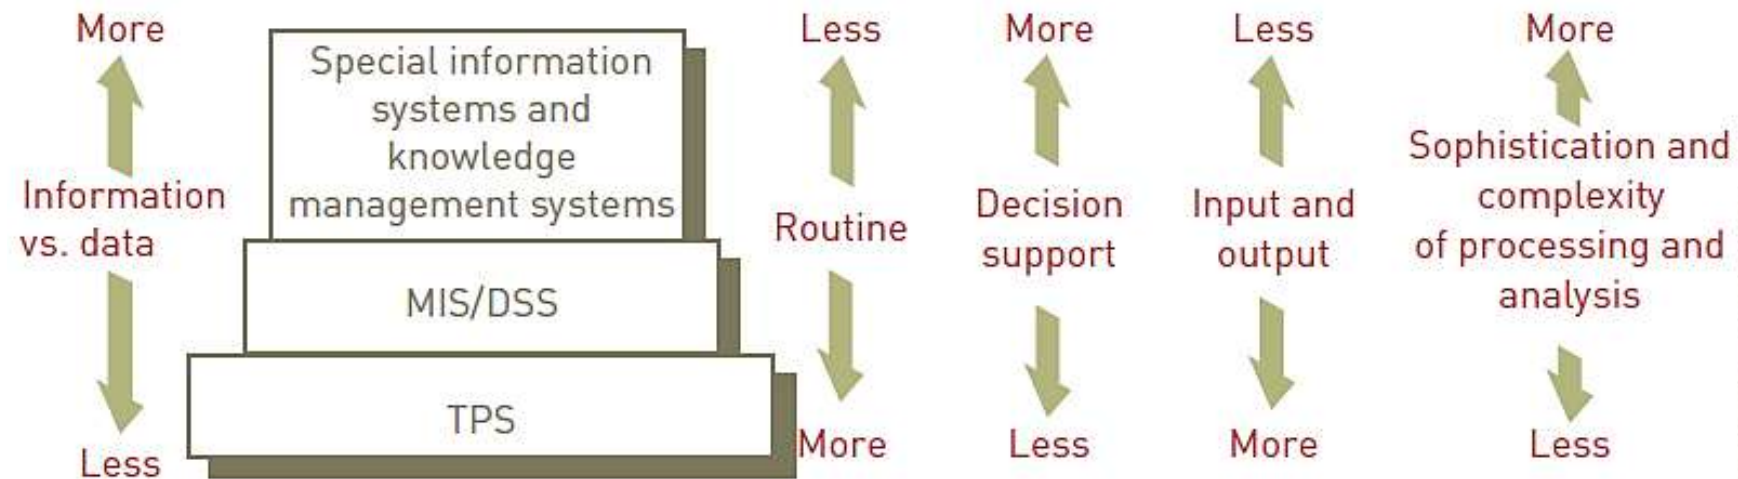 More
Information
vs. data
Less
Special information
systems and
knowledge
management systems
MIS/DSS
TPS
Less
Routine
More
More
Decision
support
Less
Less
Input and
output
More
More
Sophistication and
complexity
of processing and
analysis
Less